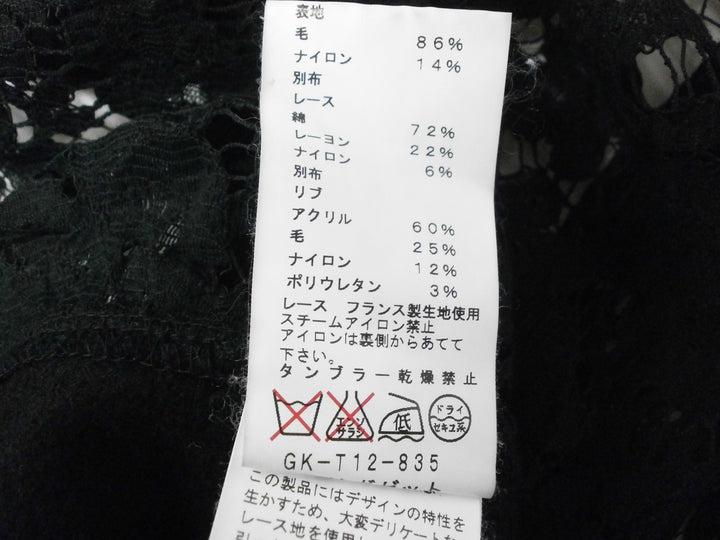 表地
毛 86%
ナイロン 14%
別布
レース
綿 72%
レーヨン 22%
ナイロン 6%
別布
リブ
アクリル 60%
毛 25%
ナイロン 12%
ポリウレタン 3%
レース フランス製生地使用
スチームアイロン禁止
アイロンは裏側からあてて
下さい。
タンブラー乾燥禁止
エンソサラシ 低 ドライ セキユ系
GK-T12-835
この製品にはデザインの特性を
生かすため、大変デリケートな
レース地を使用し